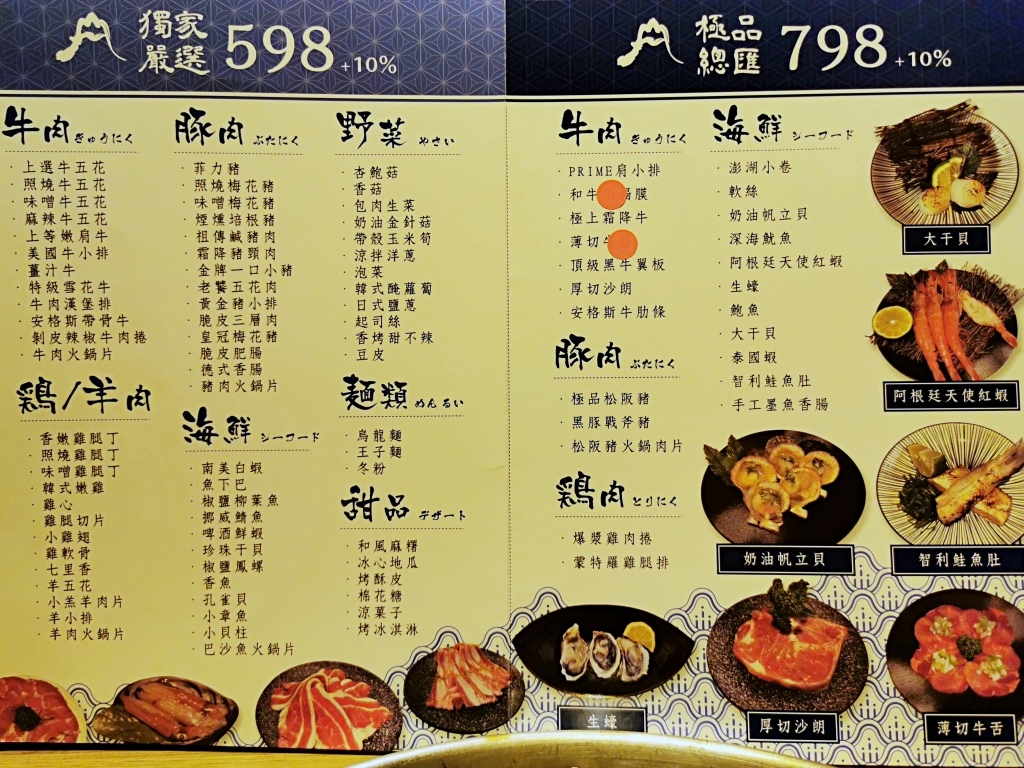 獨家
嚴選 598 +10%
牛肉 ぎゅうにく
· 上選牛五花
· 照燒牛五花
· 味噌牛五花
· 麻辣牛五花
· 上等嫩肩牛
· 美國牛小排
· 薑汁牛
· 特級雪花牛
· 牛肉漢堡排
· 安格斯帶骨牛
· 剝皮辣椒牛肉捲
· 牛肉火鍋片
鶏/羊肉
· 香嫩雞腿丁
· 照燒雞腿丁
· 味噌雞腿丁
· 韓式嫩雞
· 雞心
· 雞腿切片
· 小雞翅
· 雞軟骨
· 七里香
· 羊五花
· 小羔羊肉片
· 羊小排
· 羊肉火鍋片
豚肉 ぶたにく
· 菲力豬
· 照燒梅花豬
· 味噌梅花豬
· 煙燻培根豬
· 祖傳鹹豬肉
· 霜降豬頸肉
· 金牌一口小豬
· 老饕五花肉
· 黃金豬小排
· 脆皮三層肉
· 皇冠梅花豬
· 脆皮肥腸
· 德式香腸
· 豬肉火鍋片
海鮮 シーフード
· 南美白蝦
· 魚下巴
· 椒鹽柳葉魚
· 挪威鯖魚
· 啤酒鮮蝦
· 珍珠干貝
· 椒鹽鳳螺
· 香魚
· 孔雀貝
· 小章魚
· 小貝柱
· 巴沙魚火鍋片
野菜 やさい
· 杏鮑菇
· 香菇
· 包肉生菜
· 奶油金針菇
· 帶殼玉米筍
· 涼拌洋蔥
· 泡菜
· 韓式醃蘿蔔
· 日式鹽蔥
· 起司絲
· 香烤甜不辣
· 豆皮
麺類 めんるい
· 烏龍麵
· 王子麵
· 冬粉
甜品 デザート
· 和風麻糬
· 冰心地瓜
· 烤酥皮
· 棉花糖
· 涼菓子
· 烤冰淇淋
極品
總匯 798 +10%
牛肉 ぎゅうにく
· PRIME肩小排
· 和牛 膜
· 極上霜降牛
· 薄切牛
· 頂級黑牛翼板
· 厚切沙朗
· 安格斯牛肋條
豚肉 ぶたにく
· 極品松阪豬
· 黑豚戰斧豬
· 松阪豬火鍋肉片
鶏肉 とりにく
· 爆漿雞肉捲
· 蒙特羅雞腿排
海鮮 シーフード
· 澎湖小卷
· 軟絲
· 奶油帆立貝
· 深海魷魚
· 阿根廷天使紅蝦
· 生蠔
· 鮑魚
· 大干貝
· 泰國蝦
· 智利鮭魚肚
· 手工墨魚香腸
大干貝
阿根廷天使紅蝦
奶油帆立貝
智利鮭魚肚
生蠔
厚切沙朗
薄切牛舌